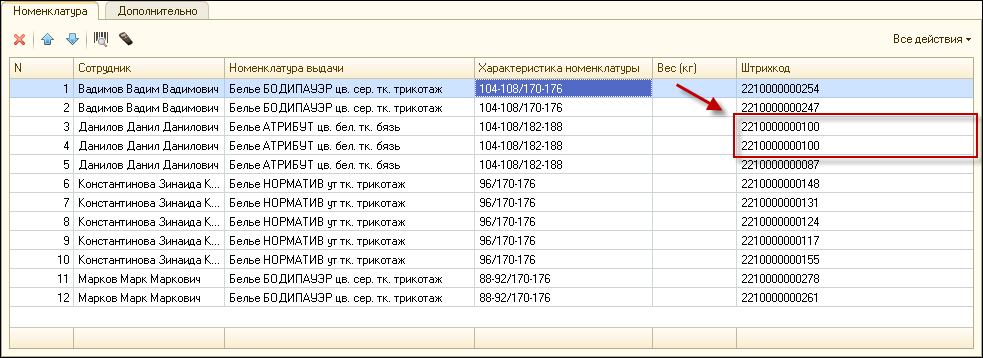 Номенклатура Дополнительно
Все действия
N Сотрудник Номенклатура выдачи Характеристика номенклатуры Вес (кг) Штрихкод
1 Вадимов Вадим Вадимович Белье БОДИПАУЭР цв. сер. тк. трикотаж 104-108/170-176 2210000000254
2 Вадимов Вадим Вадимович Белье БОДИПАУЭР цв. сер. тк. трикотаж 104-108/170-176 2210000000247
3 Данилов Данил Данилович Белье АТРИБУТ цв. бел. тк. бязь 104-108/182-188 2210000000100
4 Данилов Данил Данилович Белье АТРИБУТ цв. бел. тк. бязь 104-108/182-188 2210000000100
5 Данилов Данил Данилович Белье АТРИБУТ цв. бел. тк. бязь 104-108/182-188 2210000000087
6 Константинова Зинаида К... Белье НОРМАТИВ ут тк. трикотаж 96/170-176 2210000000148
7 Константинова Зинаида К... Белье НОРМАТИВ ут тк. трикотаж 96/170-176 2210000000131
8 Константинова Зинаида К... Белье НОРМАТИВ ут тк. трикотаж 96/170-176 2210000000124
9 Константинова Зинаида К... Белье НОРМАТИВ ут тк. трикотаж 96/170-176 2210000000117
10 Константинова Зинаида К... Белье НОРМАТИВ ут тк. трикотаж 96/170-176 2210000000155
11 Марков Марк Маркович Белье БОДИПАУЭР цв. сер. тк. трикотаж 88-92/170-176 2210000000278
12 Марков Марк Маркович Белье БОДИПАУЭР цв. сер. тк. трикотаж 88-92/170-176 2210000000261